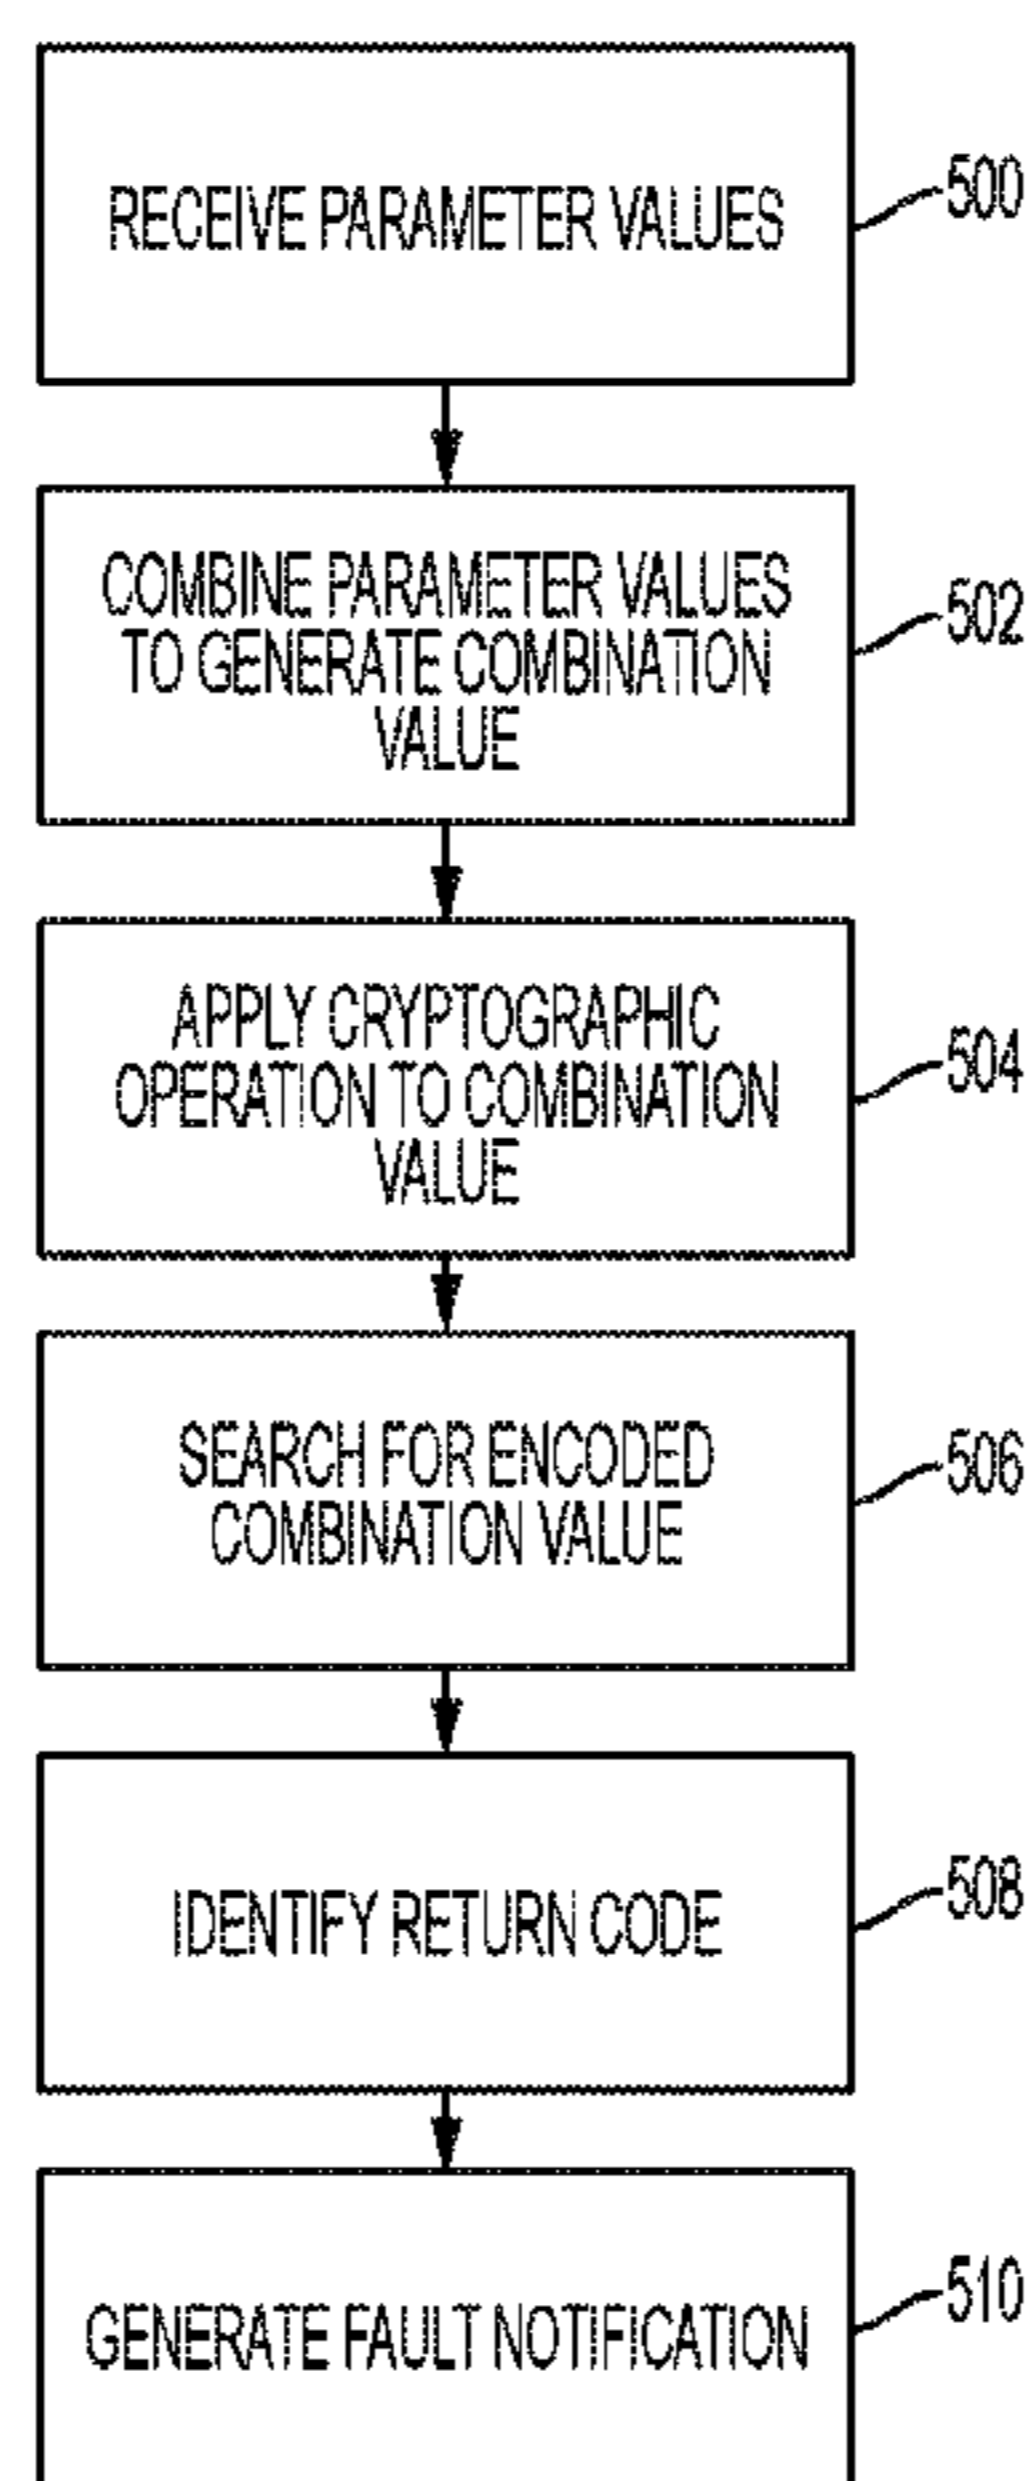 RECEIVE PARAMETER VALUES
500
COMBINE PARAMETER VALUES
TO GENERATE COMBINATION
VALUE
502
APPLY CRYPTOGRAPHIC
OPERATION TO COMBINATION
VALUE
504
SEARCH FOR ENCODED
COMBINATION VALUE
506
IDENTIFY RETURN CODE
508
GENERATE FAULT NOTIFICATION
510